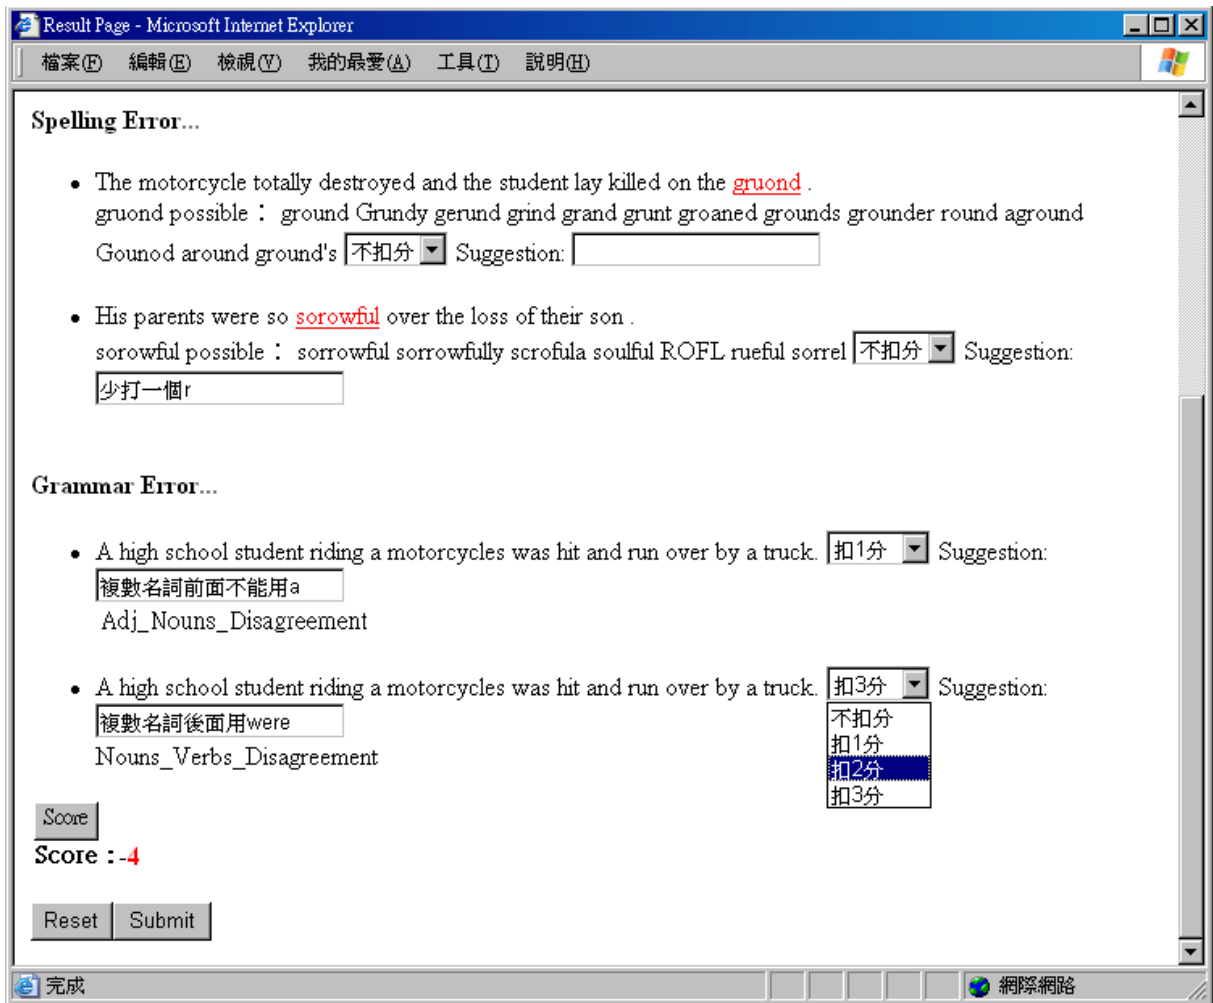 Result Page - Microsoft Internet Explorer
檔案(F) 編輯(E) 檢視(V) 我的最愛(A) 工具(T) 說明(H)
Spelling Error...
• The motorcycle totally destroyed and the student lay killed on the gruond .
gruond possible： ground Grundy gerund grind grand grunt groaned grounds grounder round aground
Gounod around ground's 不扣分 Suggestion:
• His parents were so sorowful over the loss of their son .
sorowful possible： sorrowful sorrowfully scrofula soulful ROFL rueful sorrel 不扣分 Suggestion:
少打一個r
Grammar Error...
• A high school student riding a motorcycles was hit and run over by a truck. 扣1分 Suggestion:
複數名詞前面不能用a
Adj_Nouns_Disagreement
• A high school student riding a motorcycles was hit and run over by a truck. 扣3分 Suggestion:
複數名詞後面用were
Nouns_Verbs_Disagreement
不扣分
扣1分
扣2分
扣3分
Score
Score：-4
Reset Submit
完成 網際網路